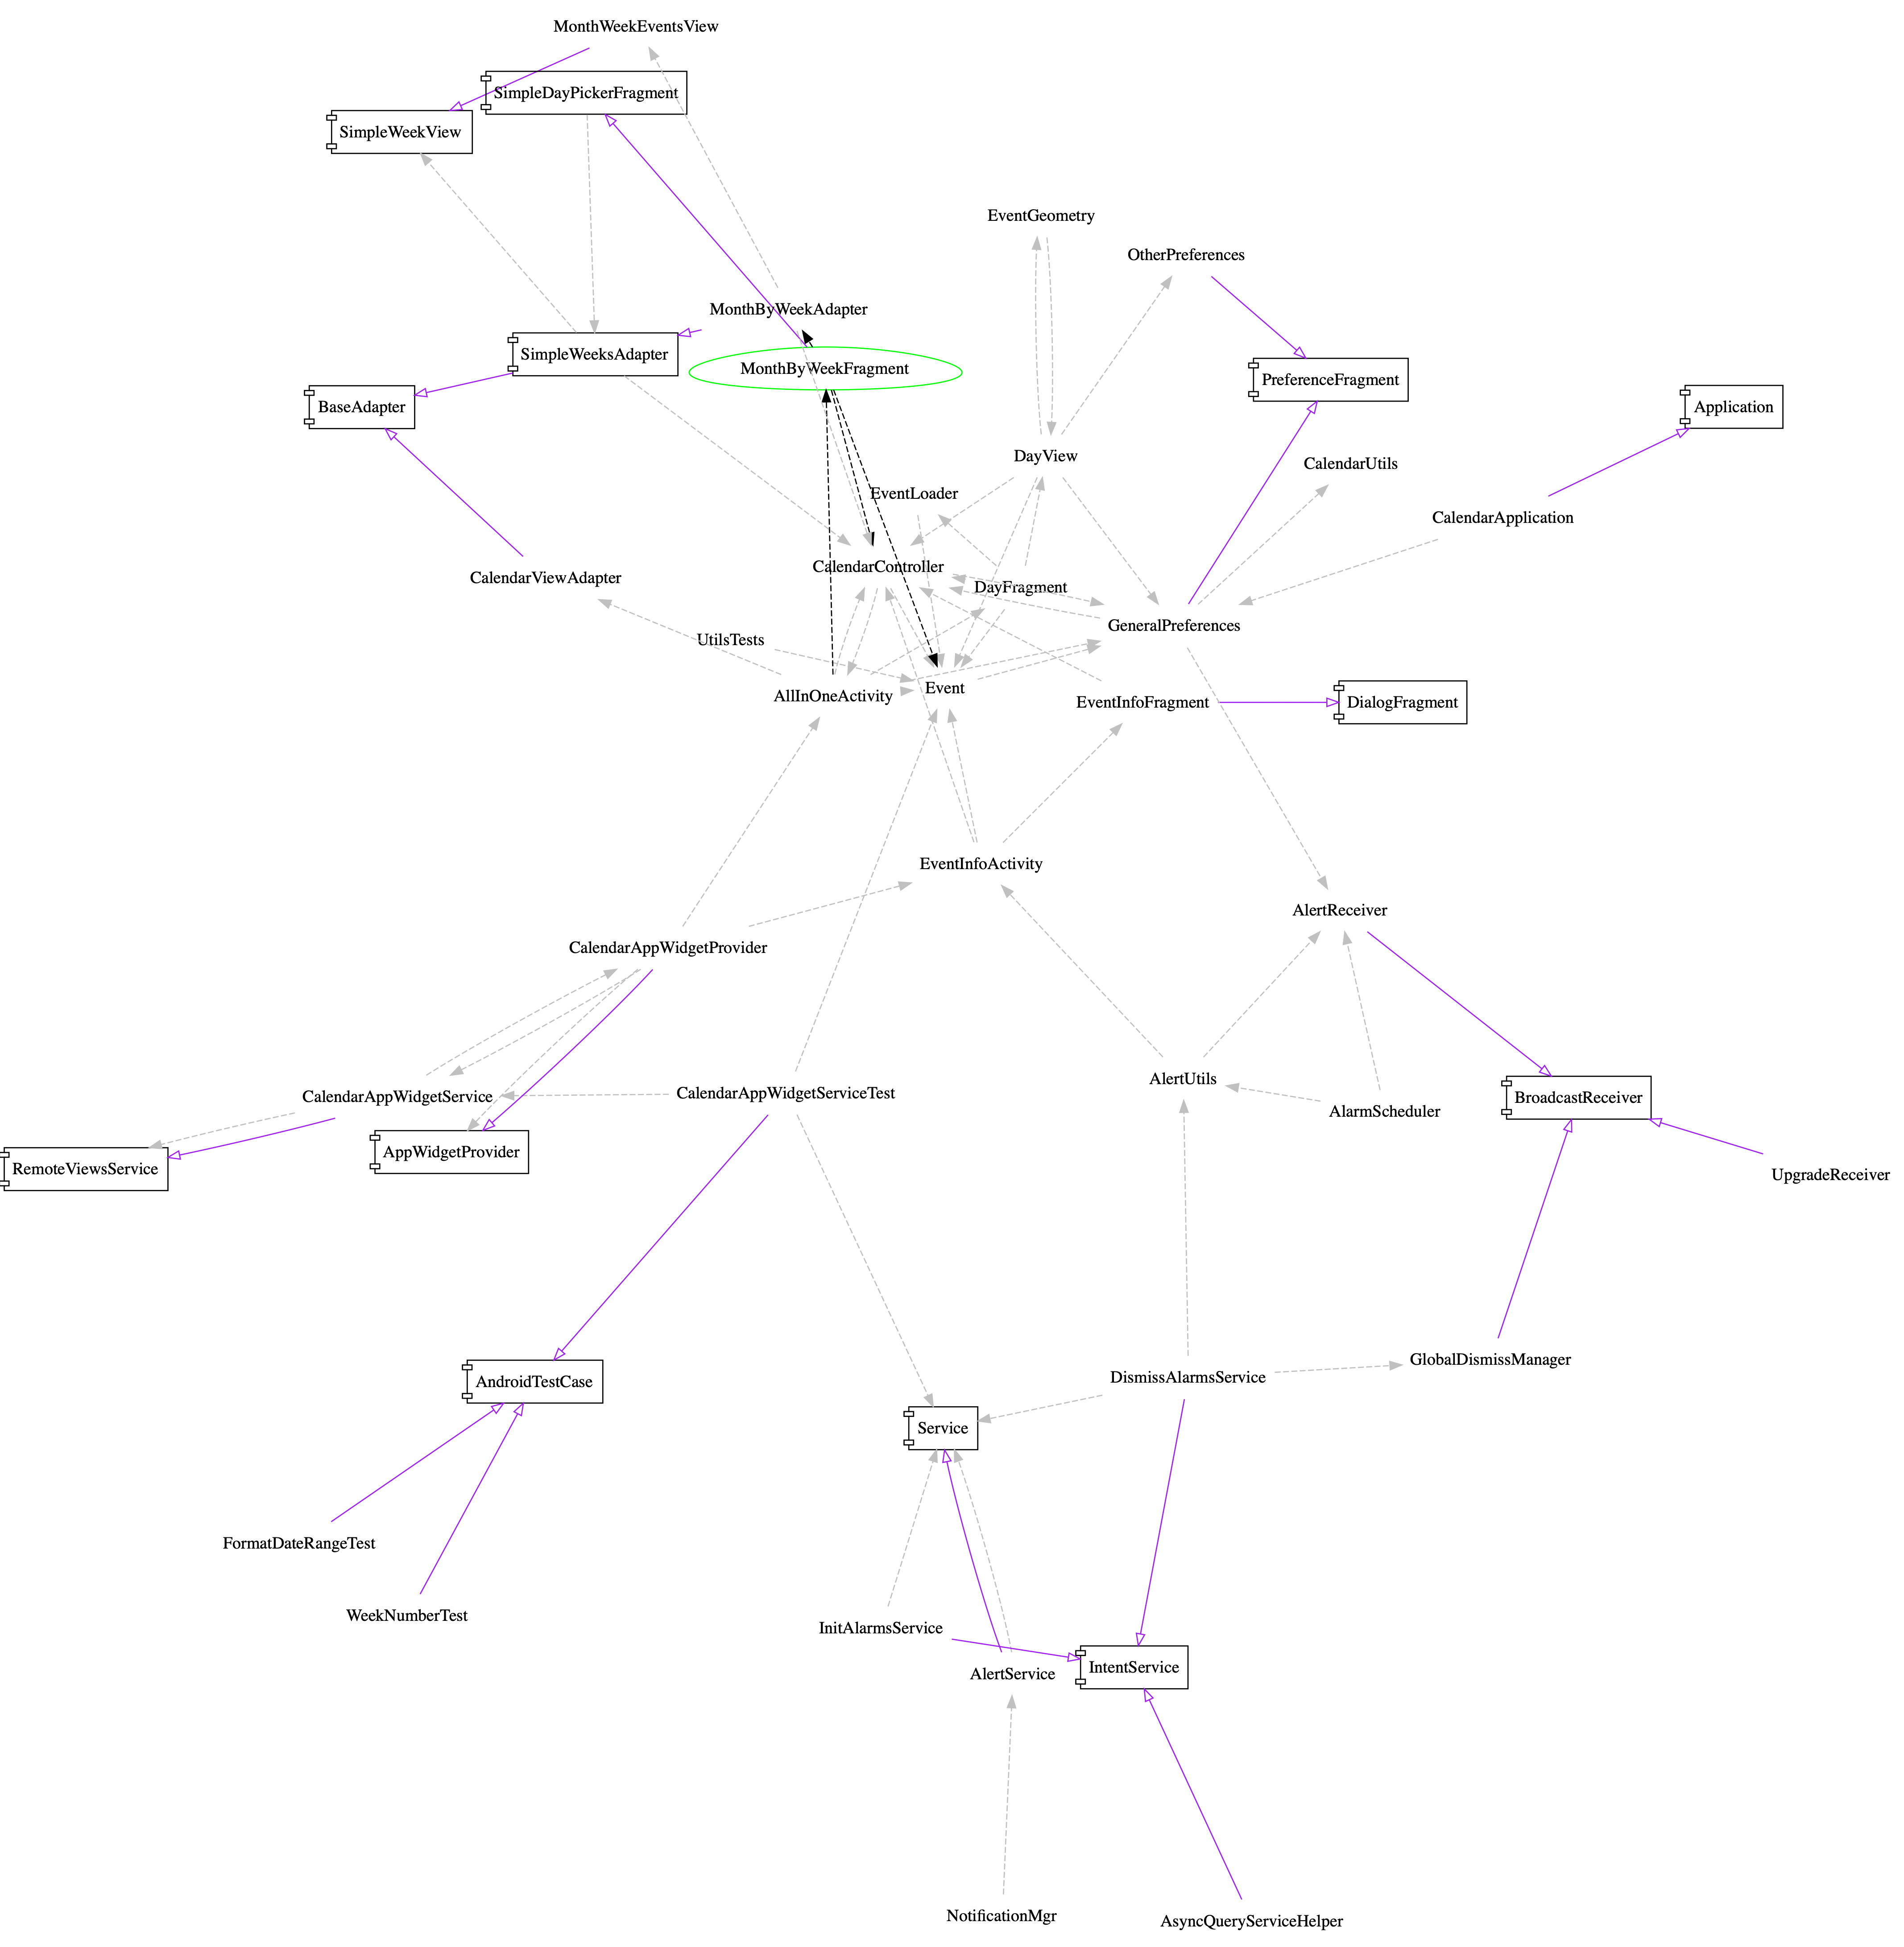 MonthWeekEventsView
SimpleDayPickerFragment
SimpleWeekView
EventGeometry
OtherPreferences
MonthByWeekAdapter
SimpleWeeksAdapter
MonthByWeekFragment
PreferenceFragment
BaseAdapter
Application
DayView
CalendarUtils
EventLoader
CalendarApplication
CalendarController
CalendarViewAdapter
DayFragment
GeneralPreferences
UtilsTests
Event
AllInOneActivity
EventInfoFragment
DialogFragment
EventInfoActivity
AlertReceiver
CalendarAppWidgetProvider
AlertUtils
CalendarAppWidgetService
CalendarAppWidgetServiceTest
BroadcastReceiver
AlarmScheduler
AppWidgetProvider
RemoteViewsService
UpgradeReceiver
GlobalDismissManager
DismissAlarmsService
AndroidTestCase
Service
FormatDateRangeTest
WeekNumberTest
InitAlarmsService
IntentService
AlertService
NotificationMgr
AsyncQueryServiceHelper